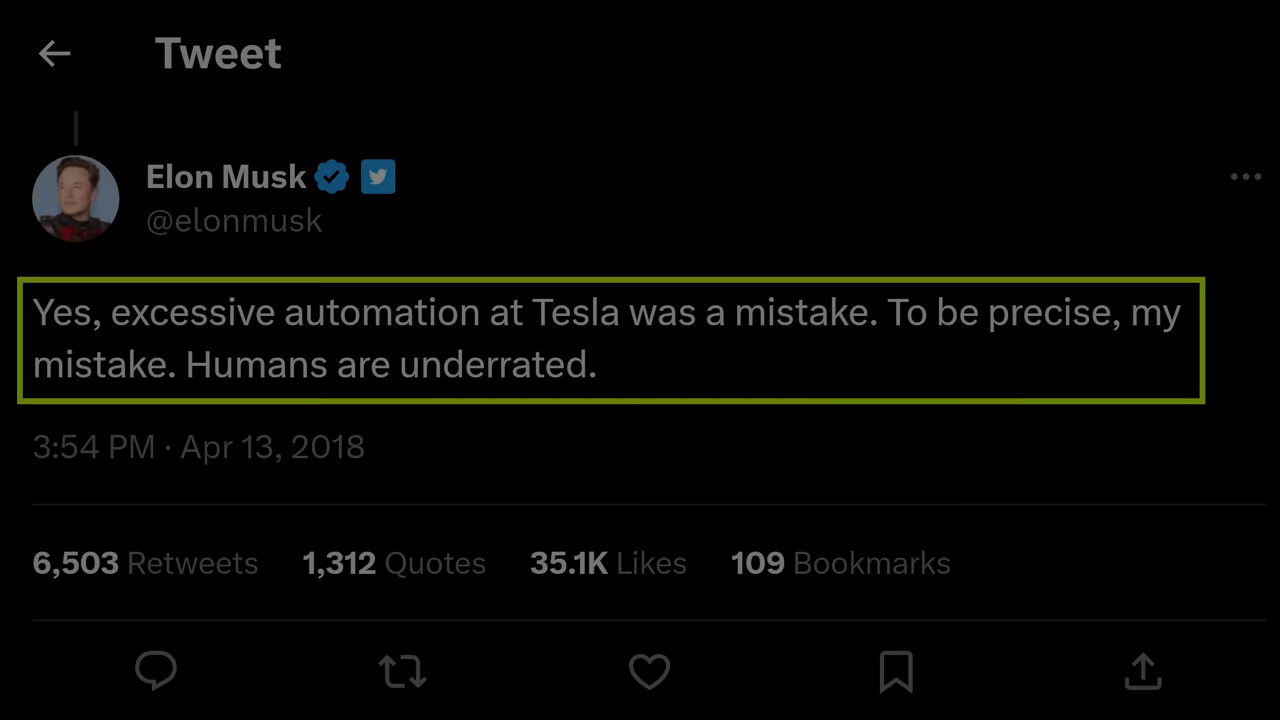 Tweet
Elon Musk
@elonmusk
Yes, excessive automation at Tesla was a mistake. To be precise, my
mistake. Humans are underrated.
3:54 PM · Apr 13, 2018
6,503 Retweets 1,312 Quotes 35.1K Likes 109 Bookmarks